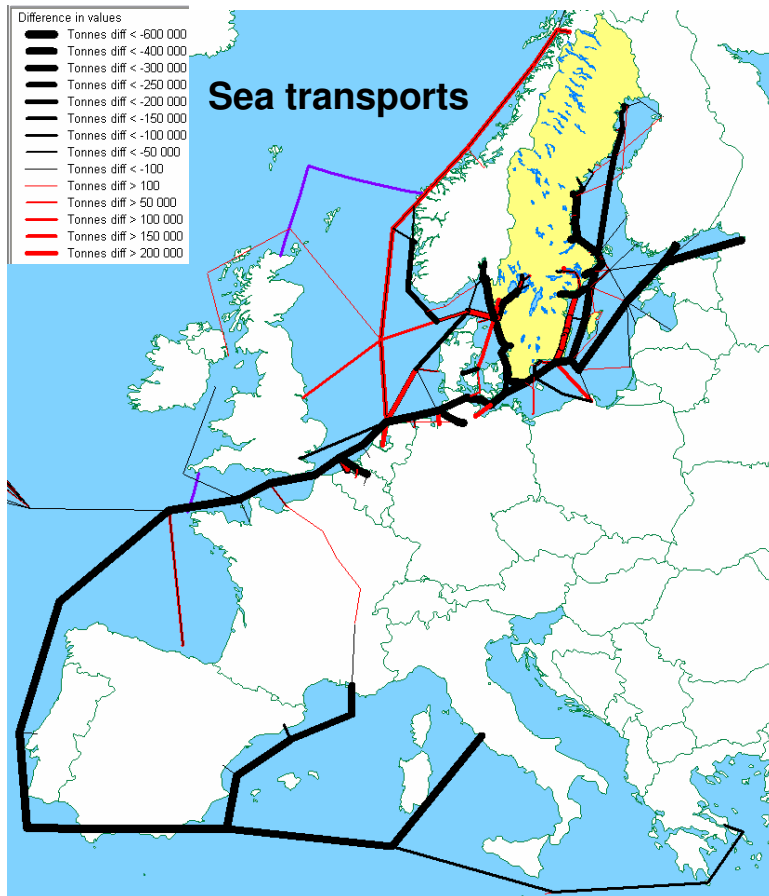 Difference in values
Tonnes diff < -600 000
Tonnes diff < -400 000
Tonnes diff < -300 000
Tonnes diff < -250 000
Tonnes diff < -200 000
Tonnes diff < -150 000
Tonnes diff < -100 000
Tonnes diff < -50 000
Tonnes diff < -100
Tonnes diff > 100
Tonnes diff > 50 000
Tonnes diff > 100 000
Tonnes diff > 150 000
Tonnes diff > 200 000
Sea transports